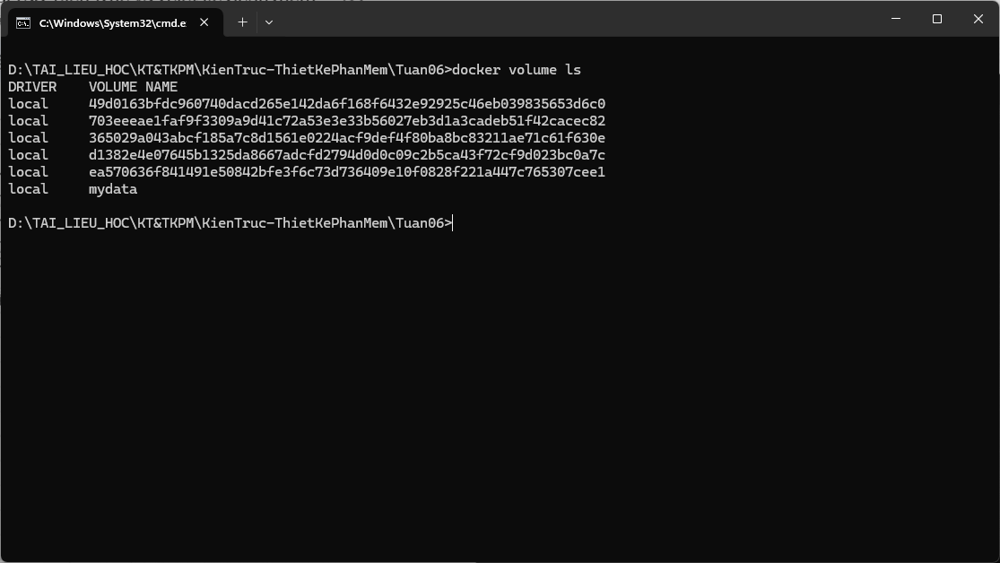 C:\Windows\System32\cmd.e
D:\TAI_LIEU_HOC\KT&TKPM\KienTruc-ThietKePhanMem\Tuan06>docker volume ls
DRIVER    VOLUME NAME
local     49d0163bfdc960740dacd265e142da6f168f6432e92925c46eb039835653d6c0
local     703eeeae1faf9f3309a9d41c72a53e3e33b56027eb3d1a3cadeb51f42cacec82
local     365029a043abcf185a7c8d1561e0224acf9def4f80ba8bc83211ae71c61f630e
local     d1382e4e07645b1325da8667adcfd2794d0d0c09c2b5ca43f72cf9d023bc0a7c
local     ea570636f841491e50842bfe3f6c73d736409e10f0828f221a447c765307cee1
local     mydata
D:\TAI_LIEU_HOC\KT&TKPM\KienTruc-ThietKePhanMem\Tuan06>